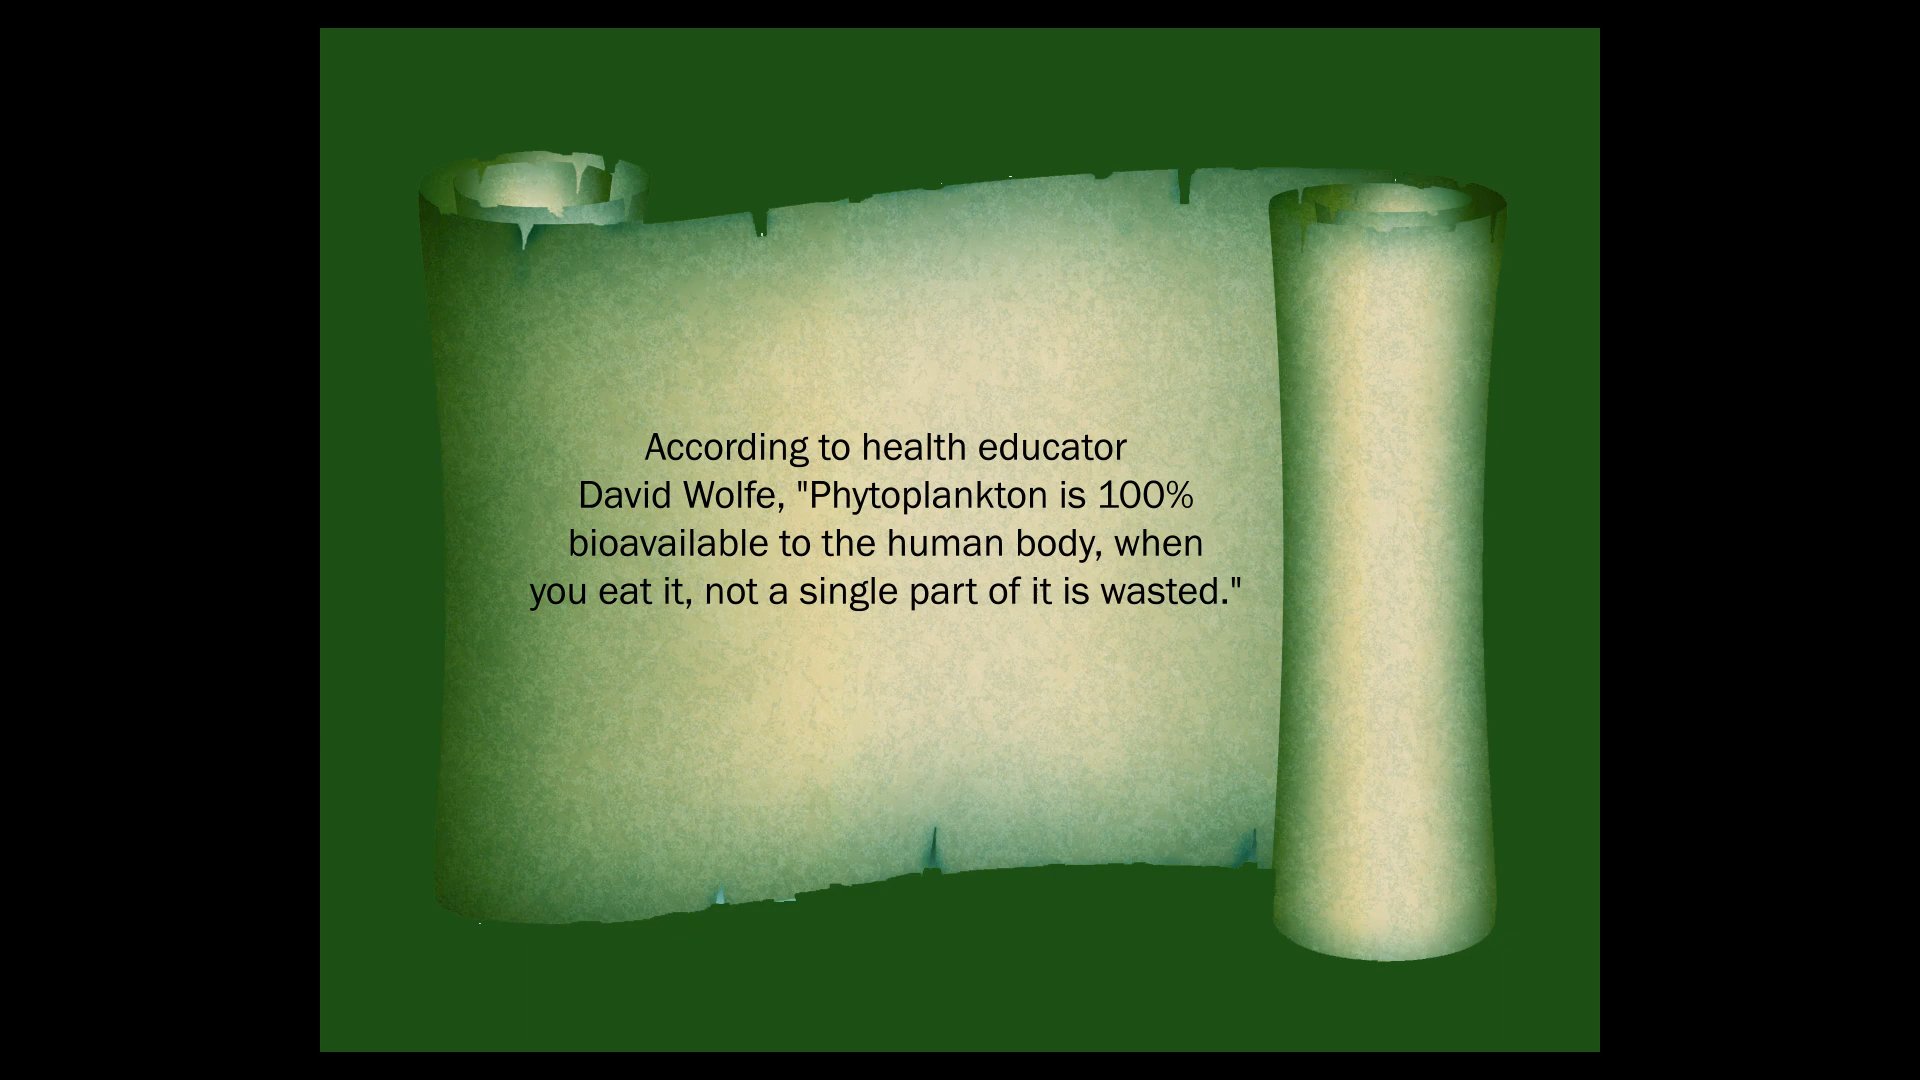 According to health educator
David Wolfe, "Phytoplankton is 100%
bioavailable to the human body, when
you eat it, not a single part of it is wasted."